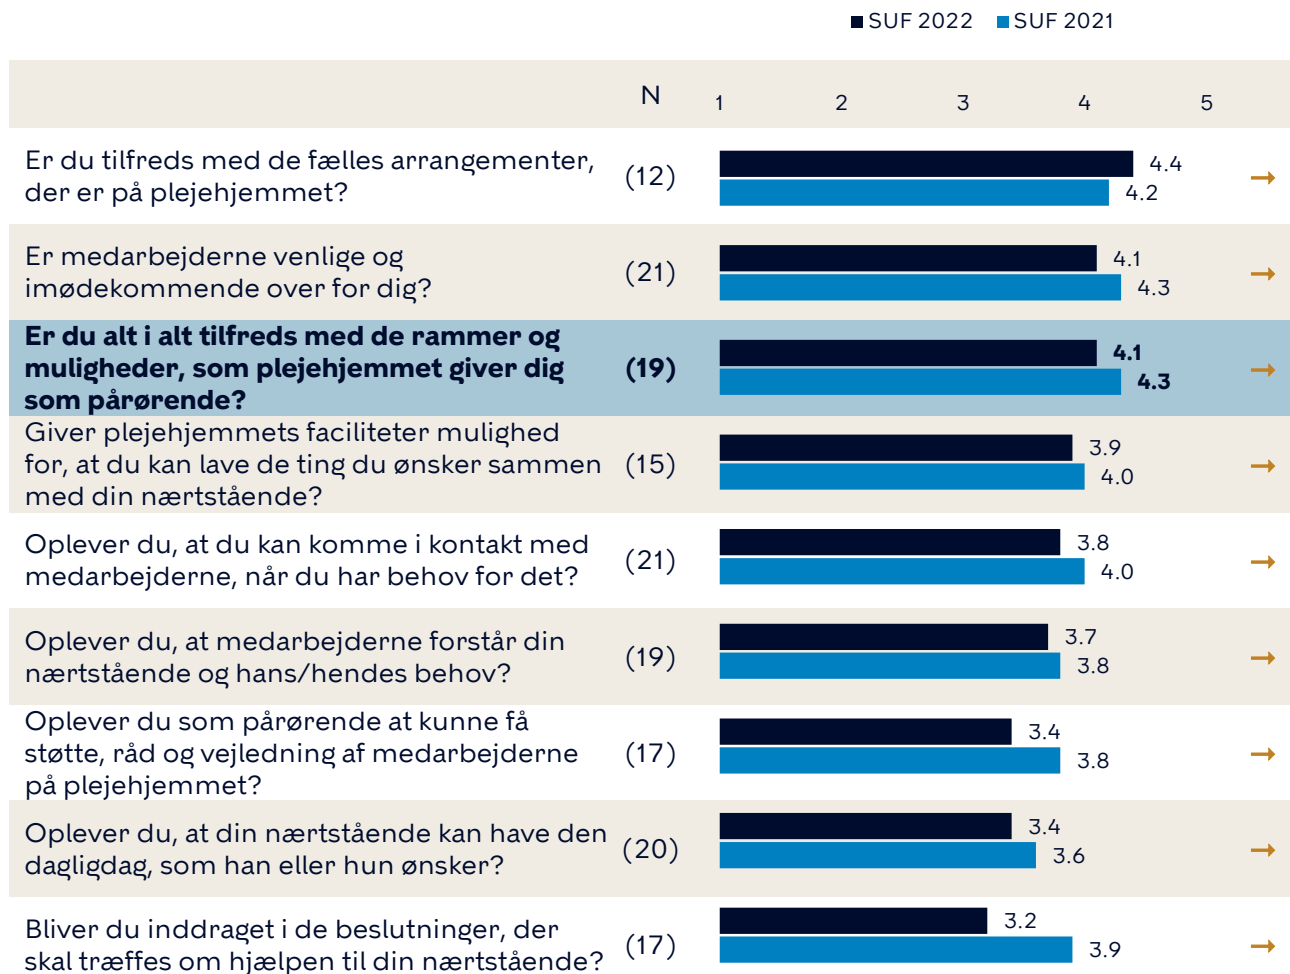 SUF 2022 SUF 2021
N 1 2 3 4 5
Er du tilfreds med de fælles arrangementer,
der er på plejehjemmet?
(12)
4.4
4.2
Er medarbejderne venlige og
imødekommende over for dig?
(21)
4.1
4.3
Er du alt i alt tilfreds med de rammer og
muligheder, som plejehjemmet giver dig
som pårørende?
(19)
4.1
4.3
Giver plejehjemmets faciliteter mulighed
for, at du kan lave de ting du ønsker sammen
med din nærtstående?
(15)
3.9
4.0
Oplever du, at du kan komme i kontakt med
medarbejderne, når du har behov for det?
(21)
3.8
4.0
Oplever du, at medarbejderne forstår din
nærtstående og hans/hendes behov?
(19)
3.7
3.8
Oplever du som pårørende at kunne få
støtte, råd og vejledning af medarbejderne
på plejehjemmet?
(17)
3.4
3.8
Oplever du, at din nærtstående kan have den
dagligdag, som han eller hun ønsker?
(20)
3.4
3.6
Bliver du inddraget i de beslutninger, der
skal træffes om hjælpen til din nærtstående?
(17)
3.2
3.9